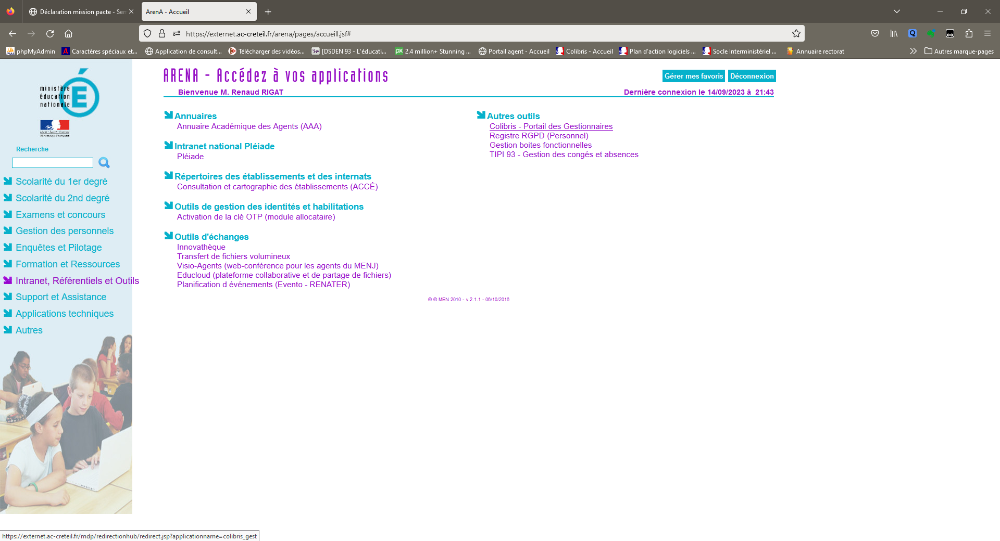 Déclaration mission pacte - Sem
ArenA - Accueil
https://externet.ac-creteil.fr/arena/pages/accueill.jsf#
phpMyAdmin
Caractères spéciaux et...
Application de consult...
Télécharger des vidéos...
[DSDEN 93 - L'éducati...
2.4 million+ Stunning ...
Portail agent - Accueil
Colibris - Accueil
Plan d'action logiciels ...
Socle Interministériel ...
Annuaire rectorat
Autres marque-pages
ministère
éducation
nationale
Liberté • Égalité • Fraternité
RÉPUBLIQUE FRANÇAISE
Recherche
Scolarité du 1er degré
Scolarité du 2nd degré
Examens et concours
Gestion des personnels
Enquêtes et Pilotage
Formation et Ressources
Intranet, Référentiels et Outils
Support et Assistance
Applications techniques
Autres
ARENA - Accédez à vos applications
Gérer mes favoris
Déconnexion
Bienvenue M. Renaud RIGAT
Dernière connexion le 14/09/2023 à 21:43
Annuaires
Annuaire Académique des Agents (AAA)
Intranet national Pléiade
Pléiade
Répertoires des établissements et des internats
Consultation et cartographie des établissements (ACCÉ)
Outils de gestion des identités et habilitations
Activation de la clé OTP (module allocataire)
Outils d'échanges
Innovathèque
Transfert de fichiers volumineux
Visio-Agents (web-conférence pour les agents du MENJ)
Educloud (plateforme collaborative et de partage de fichiers)
Planification d événements (Evento - RENATER)
Autres outils
Colibris - Portail des Gestionnaires
Registre RGPD (Personnel)
Gestion boites fonctionnelles
TIPI 93 - Gestion des congés et absences
© © MEN 2010 - v.2.1.1 - 06/10/2016
https://externet.ac-creteil.fr/mdp/redirectionhub/redirect.jsp?applicationname=colibris_gest